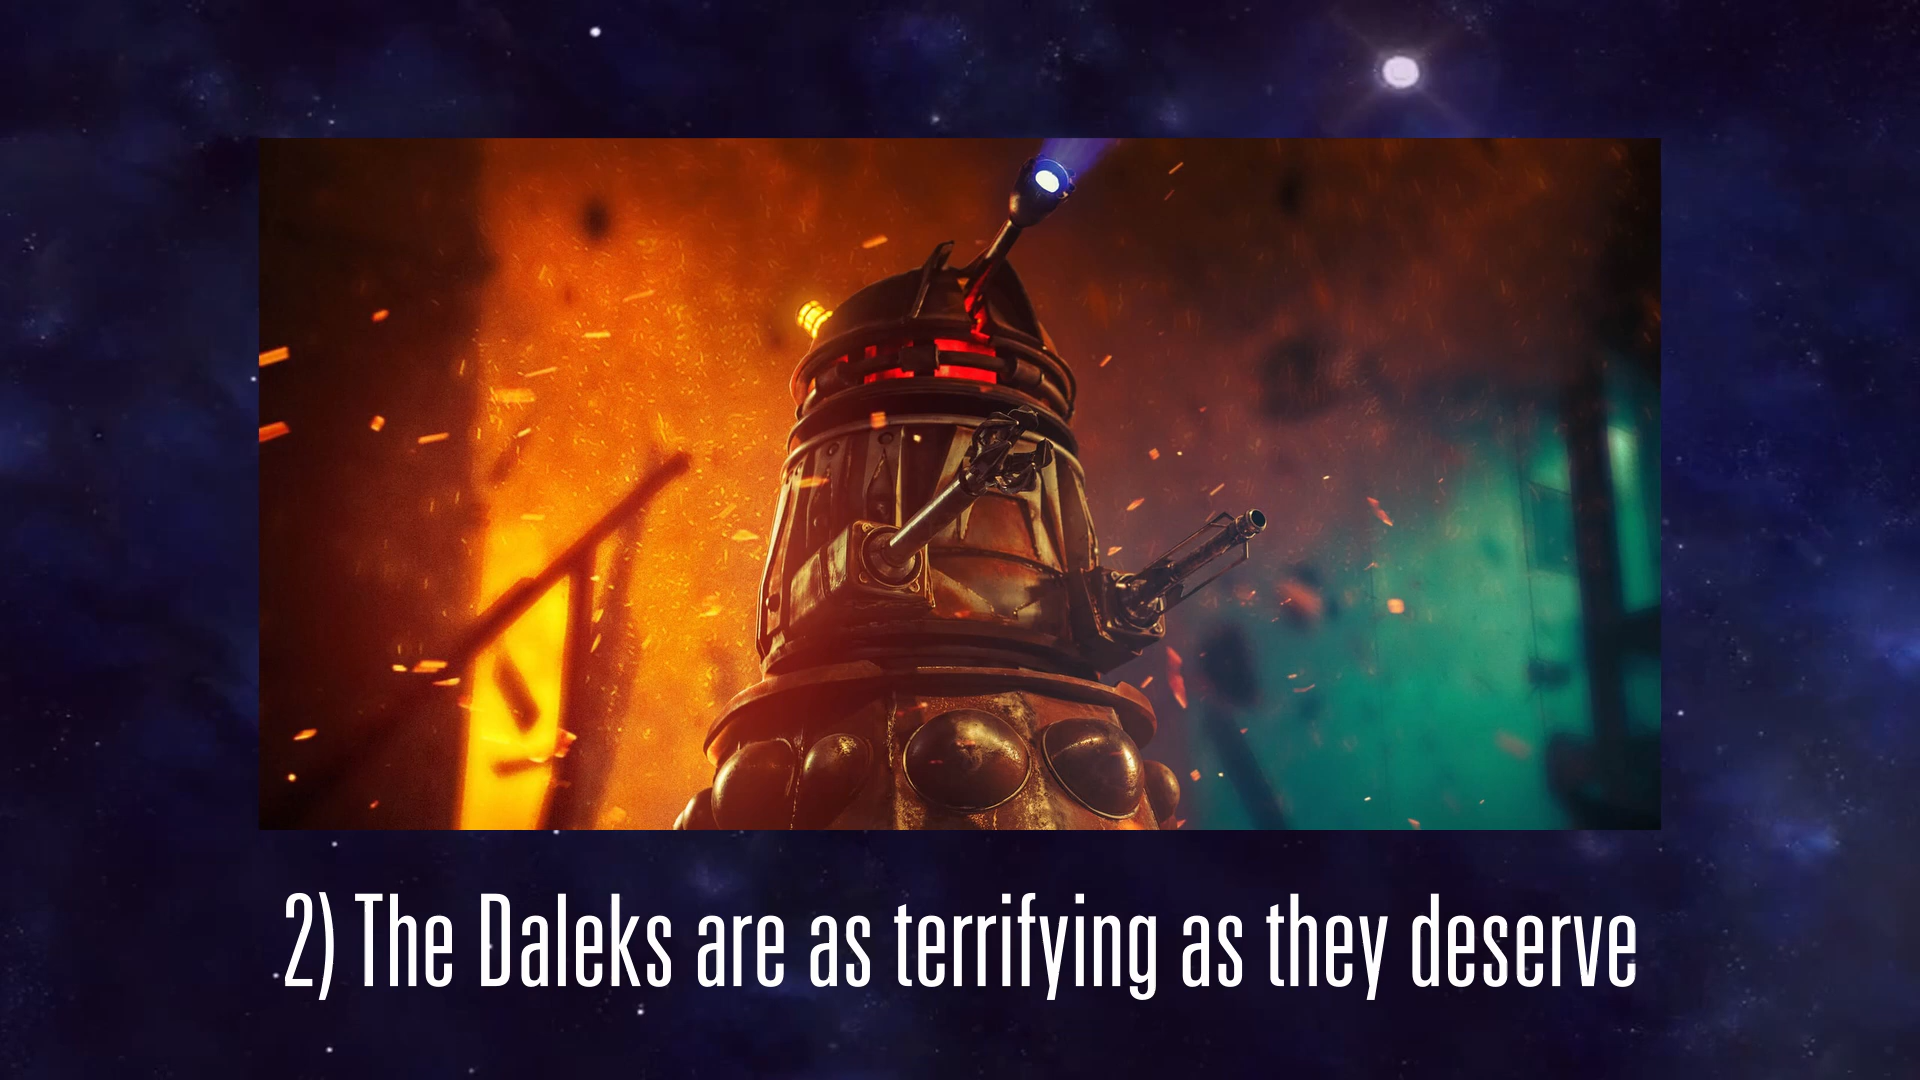 2) The Daleks are as terrifying as they deserve